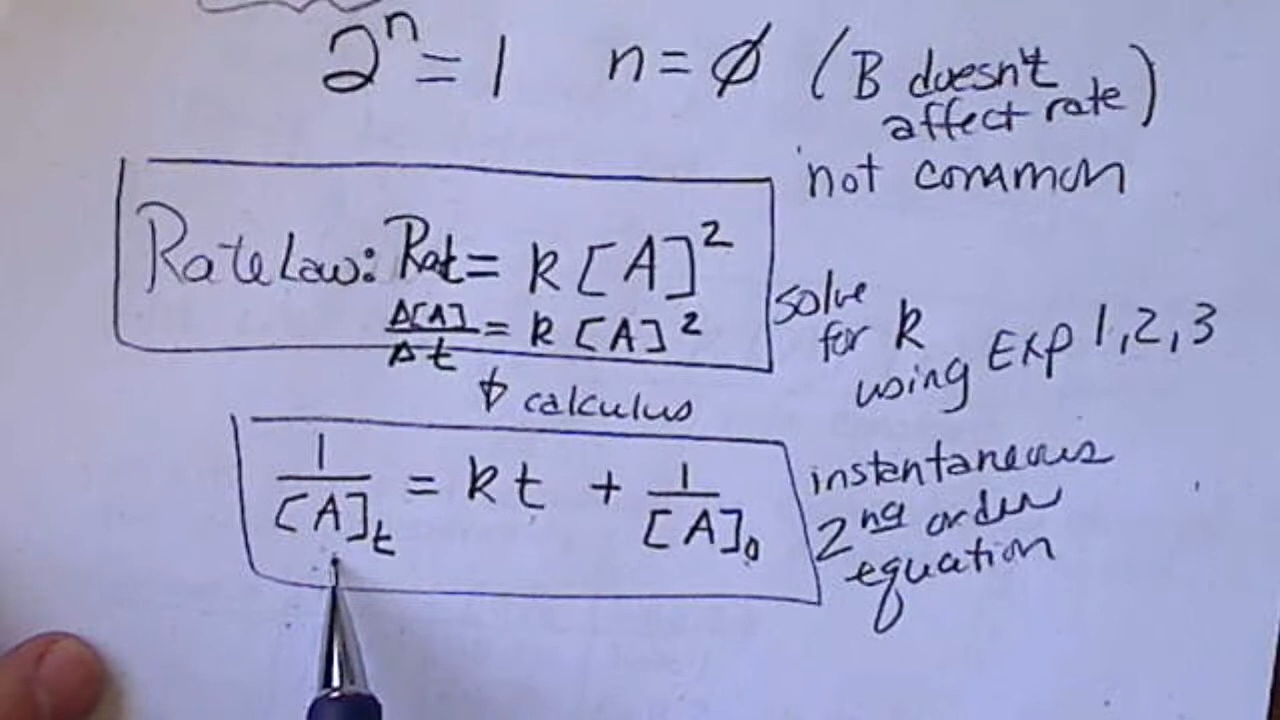 2ⁿ = 1 n = ∅ (B doesn't affect rate)
not common
Rate Law: Rat = k[A]²
Δ[A]/Δt = k[A]²
solve for k using Exp 1,2,3
↓ calculus
1/[A]ₜ = kt + 1/[A]₀
instantaneous
2nd order
equation